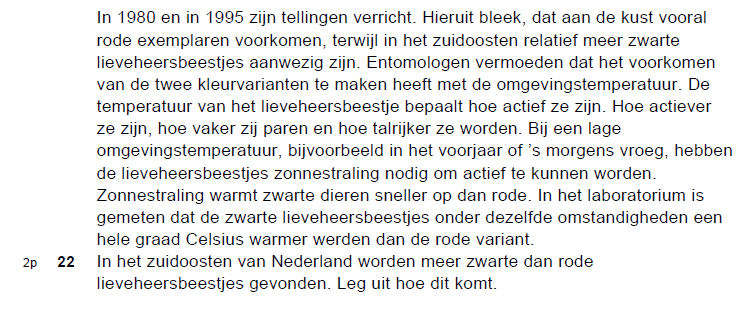 In 1980 en in 1995 zijn tellingen verricht. Hieruit bleek, dat aan de kust vooral
rode exemplaren voorkomen, terwijl in het zuidoosten relatief meer zwarte
lieveheersbeestjes aanwezig zijn. Entomologen vermoeden dat het voorkomen
van de twee kleurvarianten te maken heeft met de omgevingstemperatuur. De
temperatuur van het lieveheersbeestje bepaalt hoe actief ze zijn. Hoe actiever
ze zijn, hoe vaker zij paren en hoe talrijker ze worden. Bij een lage
omgevingstemperatuur, bijvoorbeeld in het voorjaar of ’s morgens vroeg, hebben
de lieveheersbeestjes zonnestraling nodig om actief te kunnen worden.
Zonnestraling warmt zwarte dieren sneller op dan rode. In het laboratorium is
gemeten dat de zwarte lieveheersbeestjes onder dezelfde omstandigheden een
hele graad Celsius warmer werden dan de rode variant.
2p 22 In het zuidoosten van Nederland worden meer zwarte dan rode
lieveheersbeestjes gevonden. Leg uit hoe dit komt.